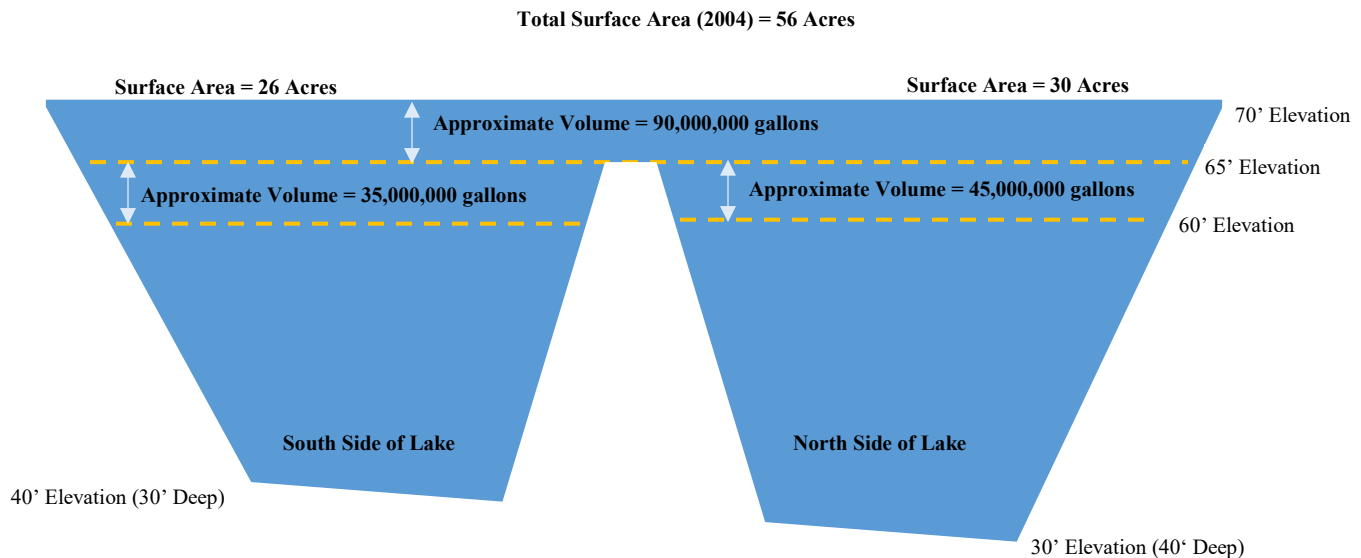 Total Surface Area (2004) = 56 Acres
Surface Area = 26 Acres
Surface Area = 30 Acres
70’ Elevation
Approximate Volume = 90,000,000 gallons
65’ Elevation
Approximate Volume = 35,000,000 gallons
Approximate Volume = 45,000,000 gallons
60’ Elevation
South Side of Lake
North Side of Lake
40’ Elevation (30’ Deep)
30’ Elevation (40‘ Deep)